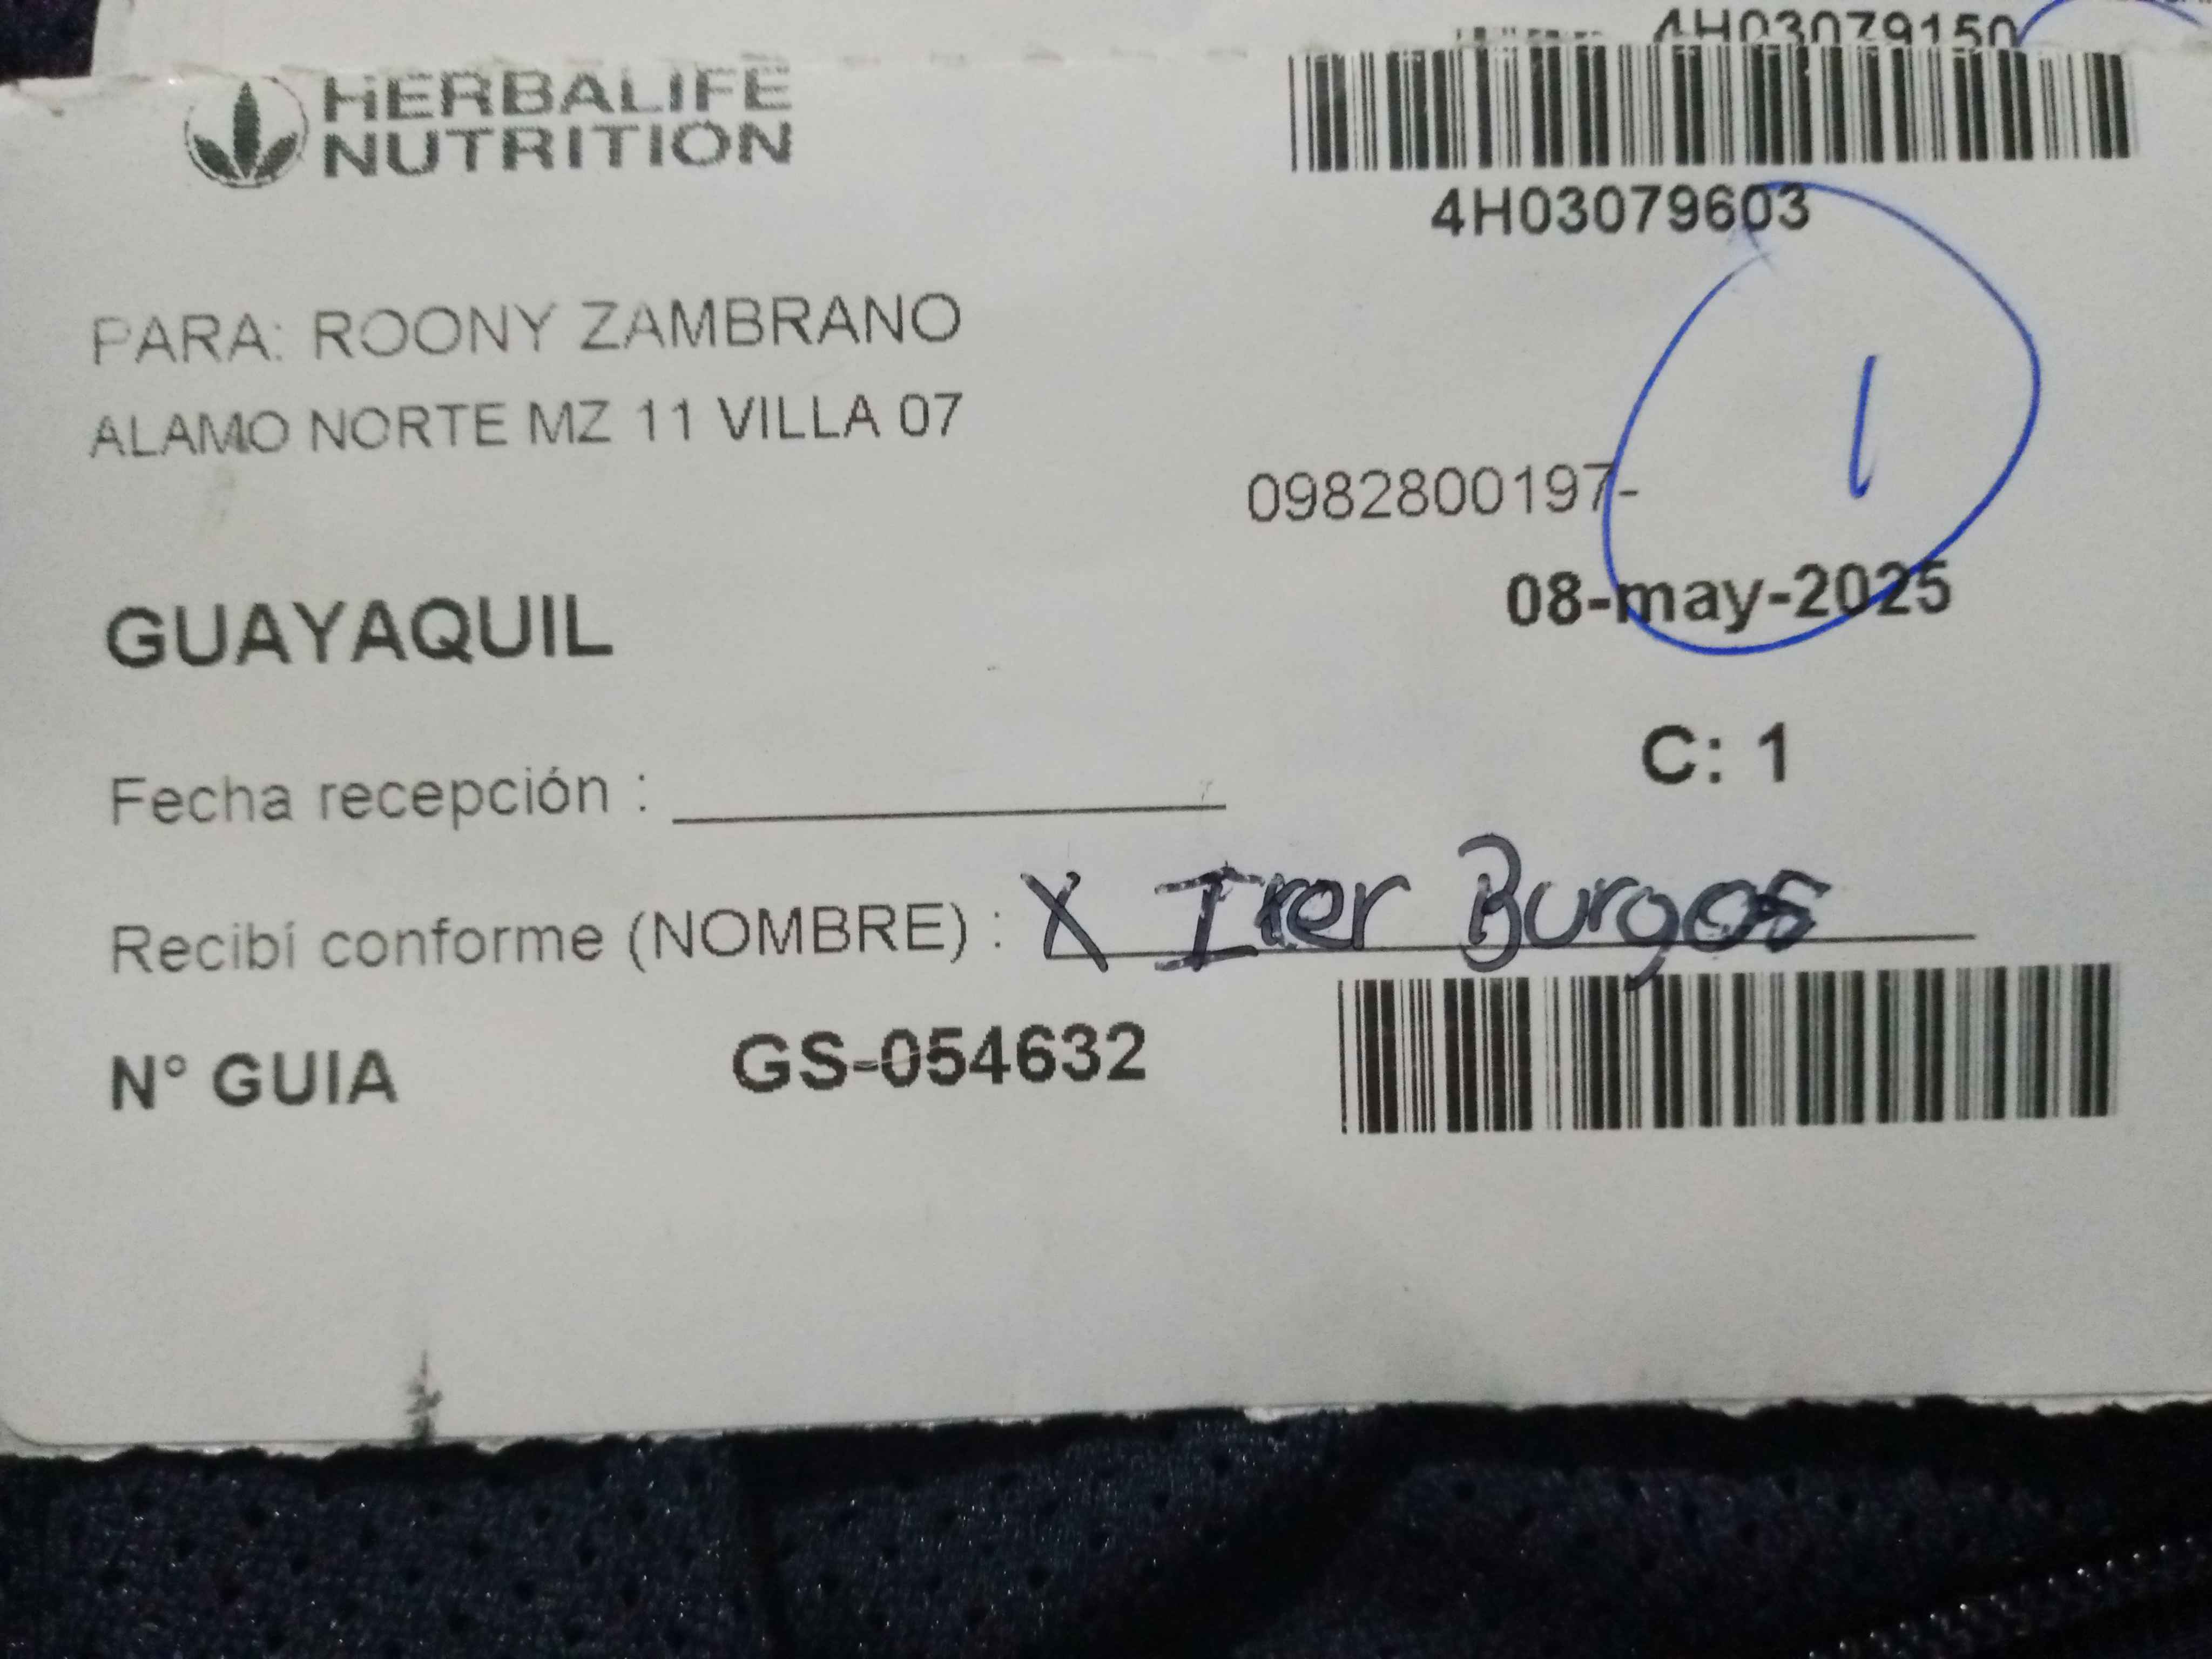 4H03079150
HERBALIFE
NUTRITION
4H03079603
PARA: ROONY ZAMBRANO
ALAMO NORTE MZ 11 VILLA 07
0982800197-
1
08-may-2025
GUAYAQUIL
C: 1
Fecha recepción :
Recibí conforme (NOMBRE) : X Iker Burgos
N° GUIA GS-054632